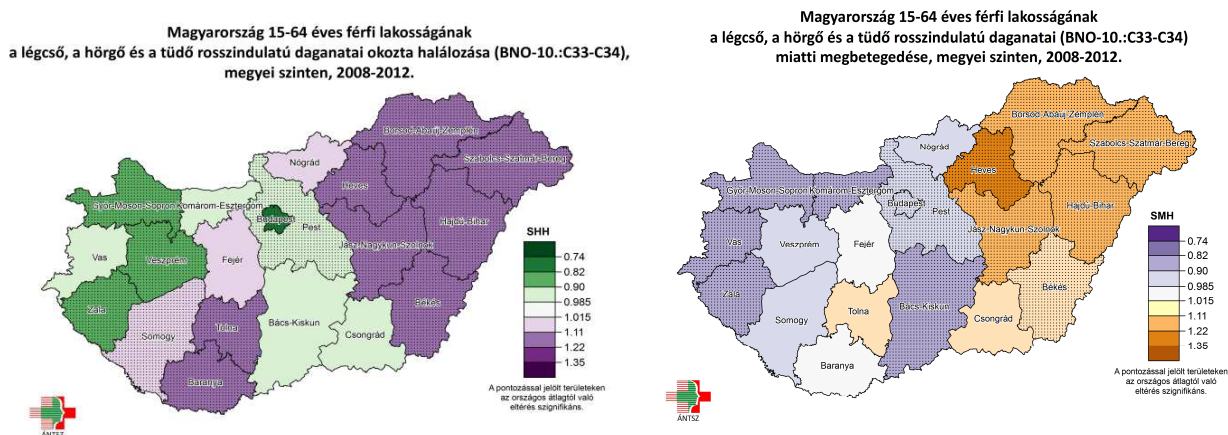 Magyarország 15-64 éves férfi lakosságának
a légcső, a hörgő és a tüdő rosszindulatú daganatai okozta halálozása (BNO-10.:C33-C34),
megyei szinten, 2008-2012.
Borsod-Abaúj-Zemplén
Nógrád
Szabolcs-Szatmár-Bereg
Heves
Győr-Moson-Sopron
Komárom-Esztergom
Budapest
Hajdú-Bihar
Pest
Jász-Nagykun-Szolnok
Vas
Veszprém
Fejér
Zala
Békés
Somogy
Tolna
Bács-Kiskun
Csongrád
Baranya
SHH
0.74
0.82
0.90
0.985
1.015
1.11
1.22
1.35
A pontozással jelölt területeken
az országos átlagtól való
eltérés szignifikáns.
ÁNTSZ
Magyarország 15-64 éves férfi lakosságának
a légcső, a hörgő és a tüdő rosszindulatú daganatai (BNO-10.:C33-C34)
miatti megbetegedése, megyei szinten, 2008-2012.
Borsod-Abaúj-Zemplén
Nógrád
Szabolcs-Szatmár-Bereg
Heves
Győr-Moson-Sopron
Komárom-Esztergom
Budapest
Hajdú-Bihar
Pest
Jász-Nagykun-Szolnok
Vas
Veszprém
Fejér
Zala
Békés
Somogy
Tolna
Bács-Kiskun
Csongrád
Baranya
SMH
0.74
0.82
0.90
0.985
1.015
1.11
1.22
1.35
A pontozással jelölt területeken
az országos átlagtól való
eltérés szignifikáns.
ÁNTSZ